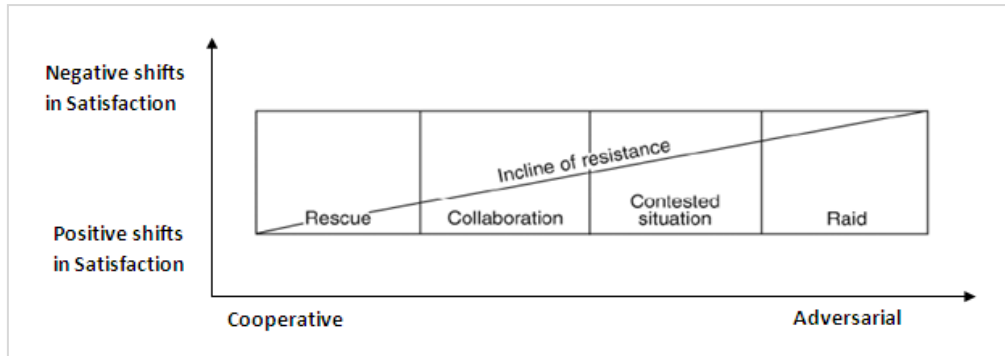 Negative shifts
in Satisfaction
Incline of resistance
Rescue
Collaboration
Contested
situation
Raid
Positive shifts
in Satisfaction
Cooperative
Adversarial